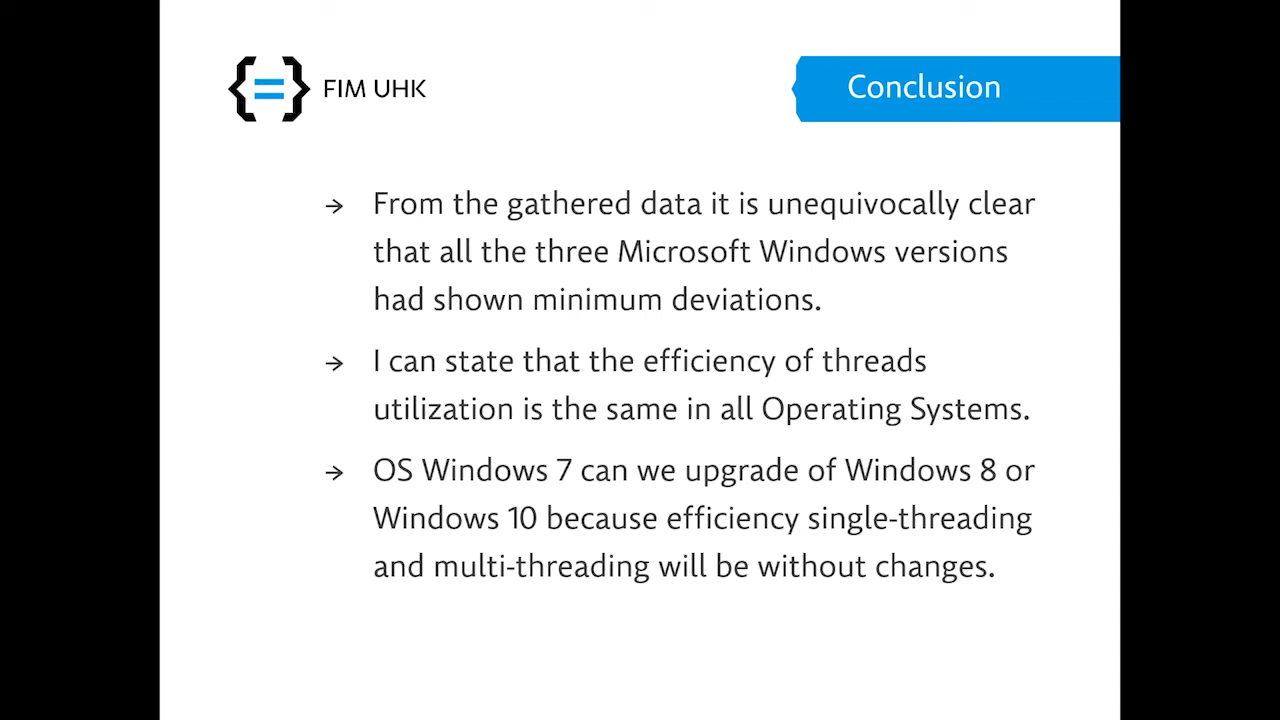 FIM UHK
Conclusion
→ From the gathered data it is unequivocally clear
that all the three Microsoft Windows versions
had shown minimum deviations.
→ I can state that the efficiency of threads
utilization is the same in all Operating Systems.
→ OS Windows 7 can we upgrade of Windows 8 or
Windows 10 because efficiency single-threading
and multi-threading will be without changes.